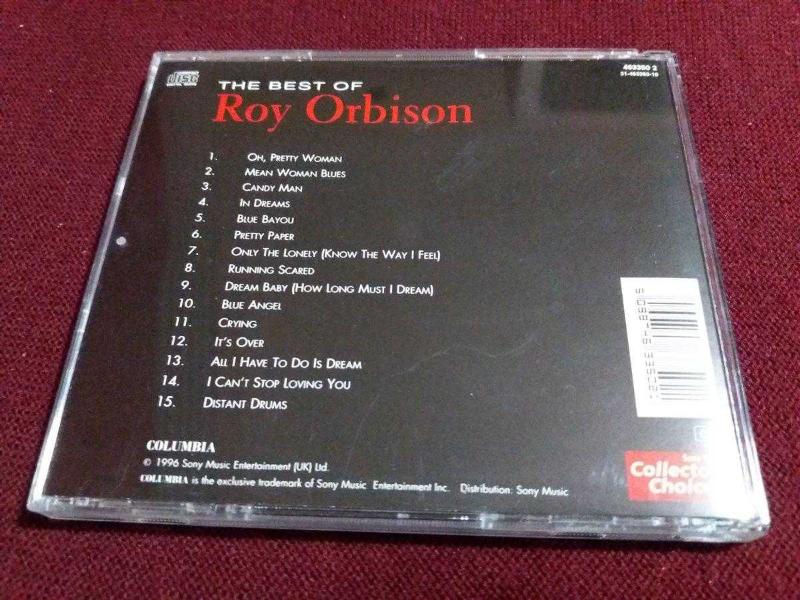 disc
463350 2
THE BEST OF
Roy Orbison
1. OH, PRETTY WOMAN
2. MEAN WOMAN BLUES
3. CANDY MAN
4. IN DREAMS
5. BLUE BAYOU
6. PRETTY PAPER
7. ONLY THE LONELY (KNOW THE WAY I FEEL)
8. RUNNING SCARED
9. DREAM BABY (HOW LONG MUST I DREAM)
10. BLUE ANGEL
11. CRYING
12. IT'S OVER
13. ALL I HAVE TO DO IS DREAM
14. I CAN'T STOP LOVING YOU
15. DISTANT DRUMS
COLUMBIA
© 1996 Sony Music Entertainment (UK) Ltd.
COLUMBIA is the exclusive trademark of Sony Music Entertainment Inc. Distribution: Sony Music
Collecto
Choic